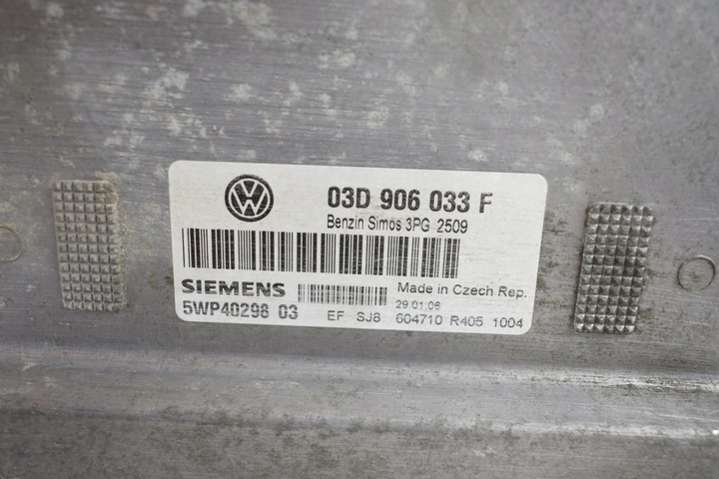 03D 906 033 F
Benzin Simos 3PG 2509
SIEMENS Made in Czech Rep.
29.01.06
5WP40298 03 EF SJ8 604710 R405 1004